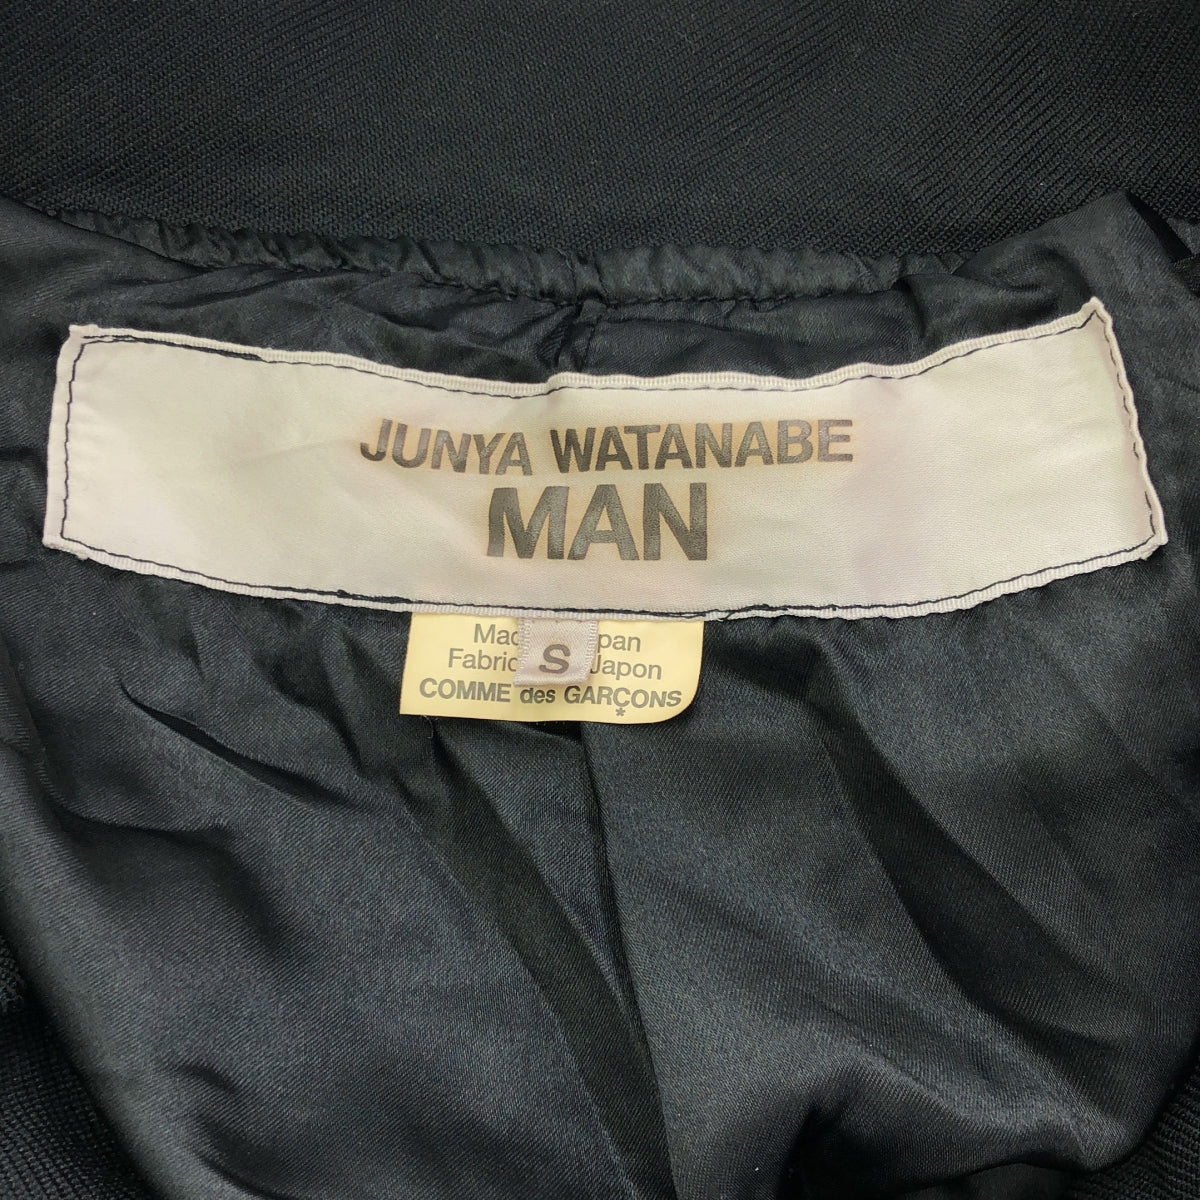 JUNYA WATANABE
MAN
S
COMME des GARÇONS
*